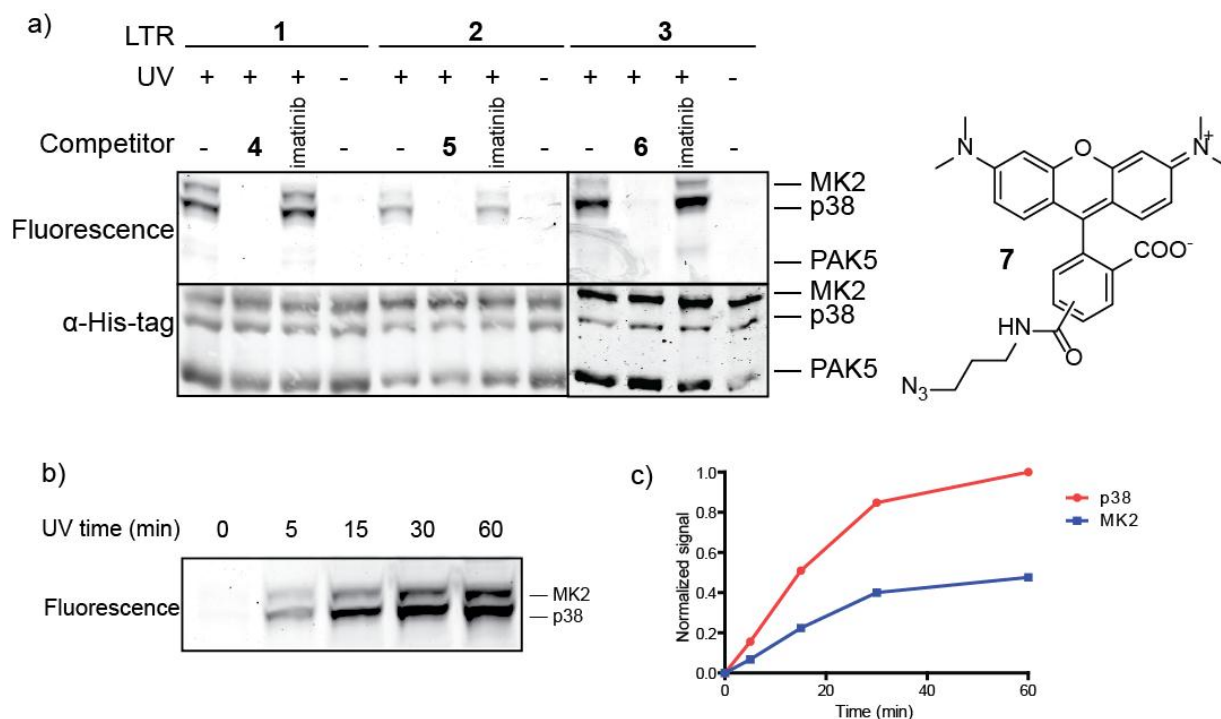 a)
LTR 1 2 3
UV + + + - + + + - + + + -
Competitor - 4 imatinib - - 5 imatinib - - 6 imatinib -
Fluorescence
MK2
p38
PAK5
α-His-tag
MK2
p38
PAK5
N
O
N+
7
COO-
HN
O
N3
b)
UV time (min) 0 5 15 30 60
Fluorescence
MK2
p38
c)
Normalized signal
1.0
0.8
0.6
0.4
0.2
0.0
0 20 40 60
Time (min)
p38
MK2